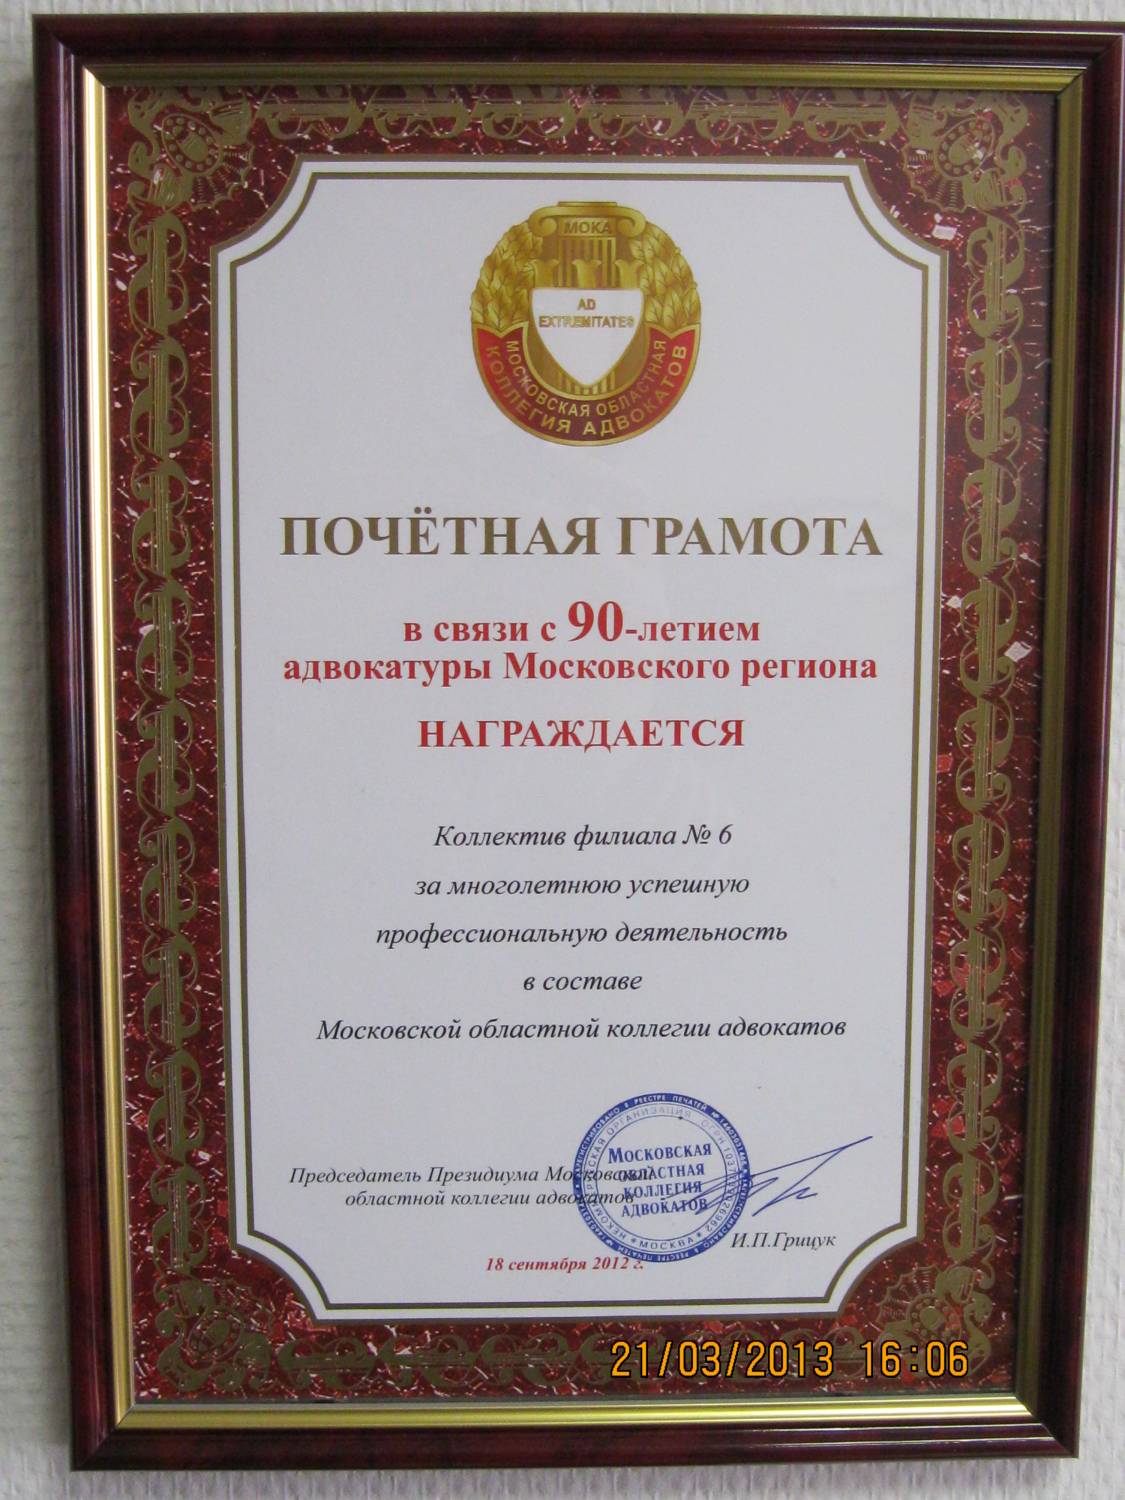 МОКА
AD
EXTREMITATES
МОСКОВСКАЯ ОБЛАСТНАЯ
КОЛЛЕГИЯ АДВОКАТОВ
ПОЧЁТНАЯ ГРАМОТА
в связи с 90-летием
адвокатуры Московского региона
НАГРАЖДАЕТСЯ
Коллектив филиала № 6
за многолетнюю успешную
профессиональную деятельность
в составе
Московской областной коллегии адвокатов
Председатель Президиума Московской
областной коллегии адвокатов
МОСКОВСКАЯ
ОБЛАСТНАЯ
КОЛЛЕГИЯ
АДВОКАТОВ
* МОСКВА *
И.П.Грицук
18 сентября 2012 г.
21/03/2013 16:06